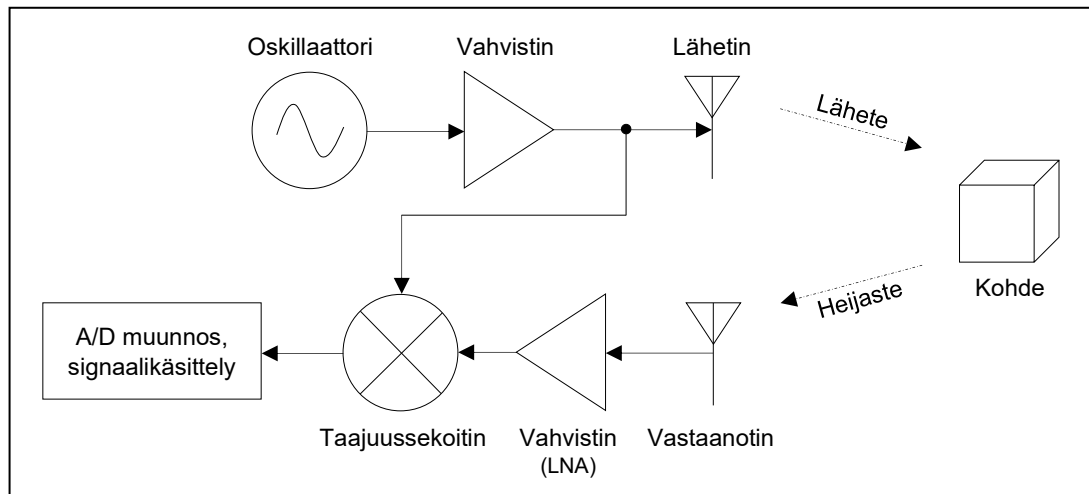 Oskillaattori
Vahvistin
Lähetin
Lähete
Kohde
Heijaste
A/D muunnos,
signaalikäsittely
Taajuussekoitin
Vahvistin
(LNA)
Vastaanotin